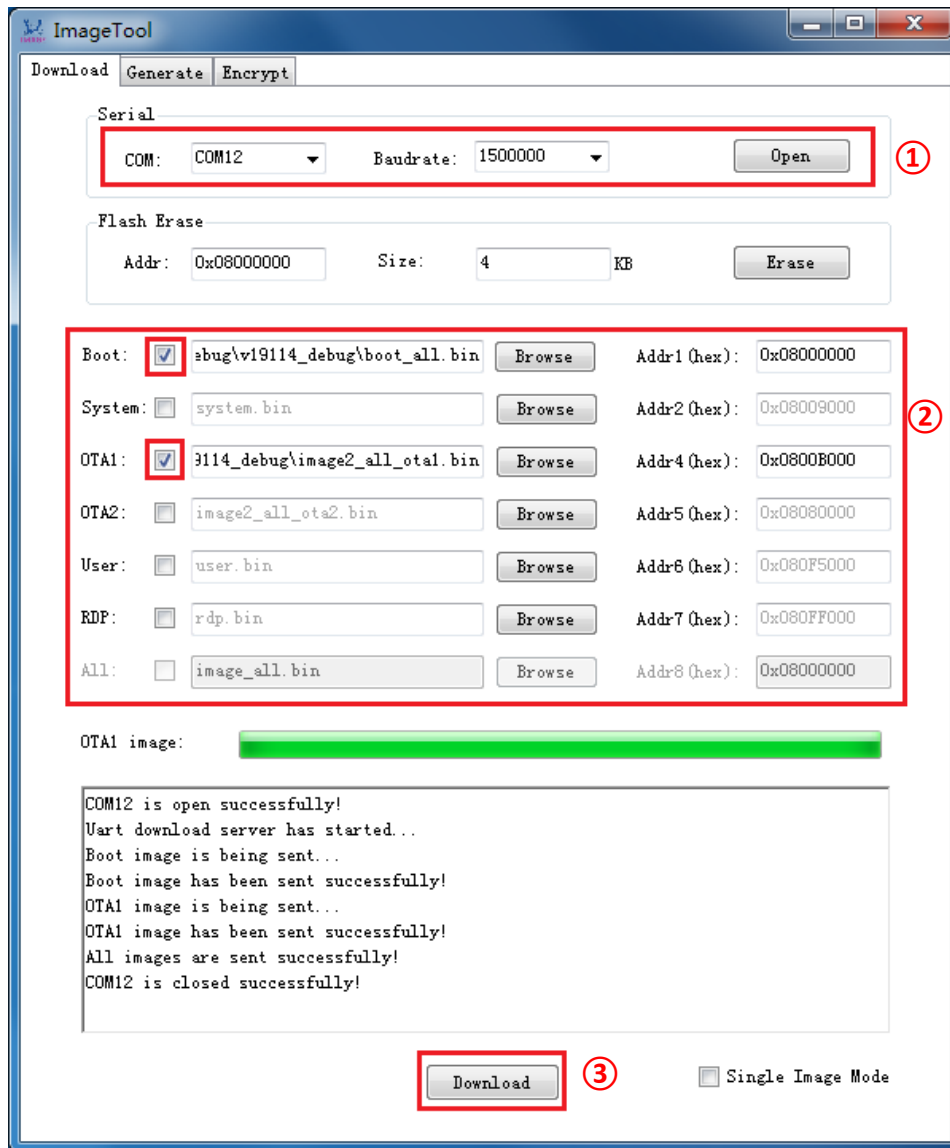 ImageTool
Download Generate Encrypt
Serial
COM: COM12 Baudrate: 1500000 Open ①
Flash Erase
Addr: 0x08000000 Size: 4 KB Erase
Boot: ebug\v19114_debug\boot_all.bin Browse Addr1(hex): 0x08000000
System: system.bin Browse Addr2(hex): 0x08009000
②
OTA1: 9114_debug\image2_all_ota1.bin Browse Addr4(hex): 0x0800B000
OTA2: image2_all_ota2.bin Browse Addr5(hex): 0x08080000
User: user.bin Browse Addr6(hex): 0x080F5000
RDP: rdp.bin Browse Addr7(hex): 0x080FF000
All: image_all.bin Browse Addr8(hex): 0x08000000
OTA1 image:
COM12 is open successfully!
Uart download server has started...
Boot image is being sent...
Boot image has been sent successfully!
OTA1 image is being sent...
OTA1 image has been sent successfully!
All images are sent successfully!
COM12 is closed successfully!
Download ③ Single Image Mode